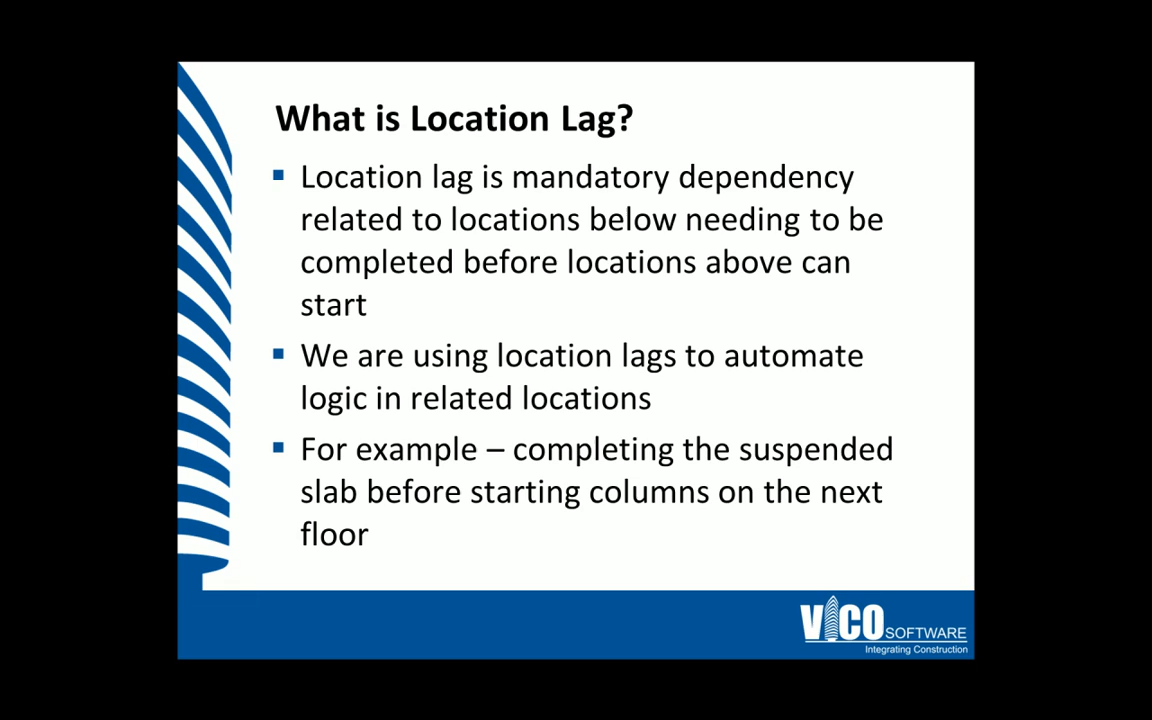 What is Location Lag?
Location lag is mandatory dependency
related to locations below needing to be
completed before locations above can
start
We are using location lags to automate
logic in related locations
For example – completing the suspended
slab before starting columns on the next
floor
VICO SOFTWARE
Integrating Construction